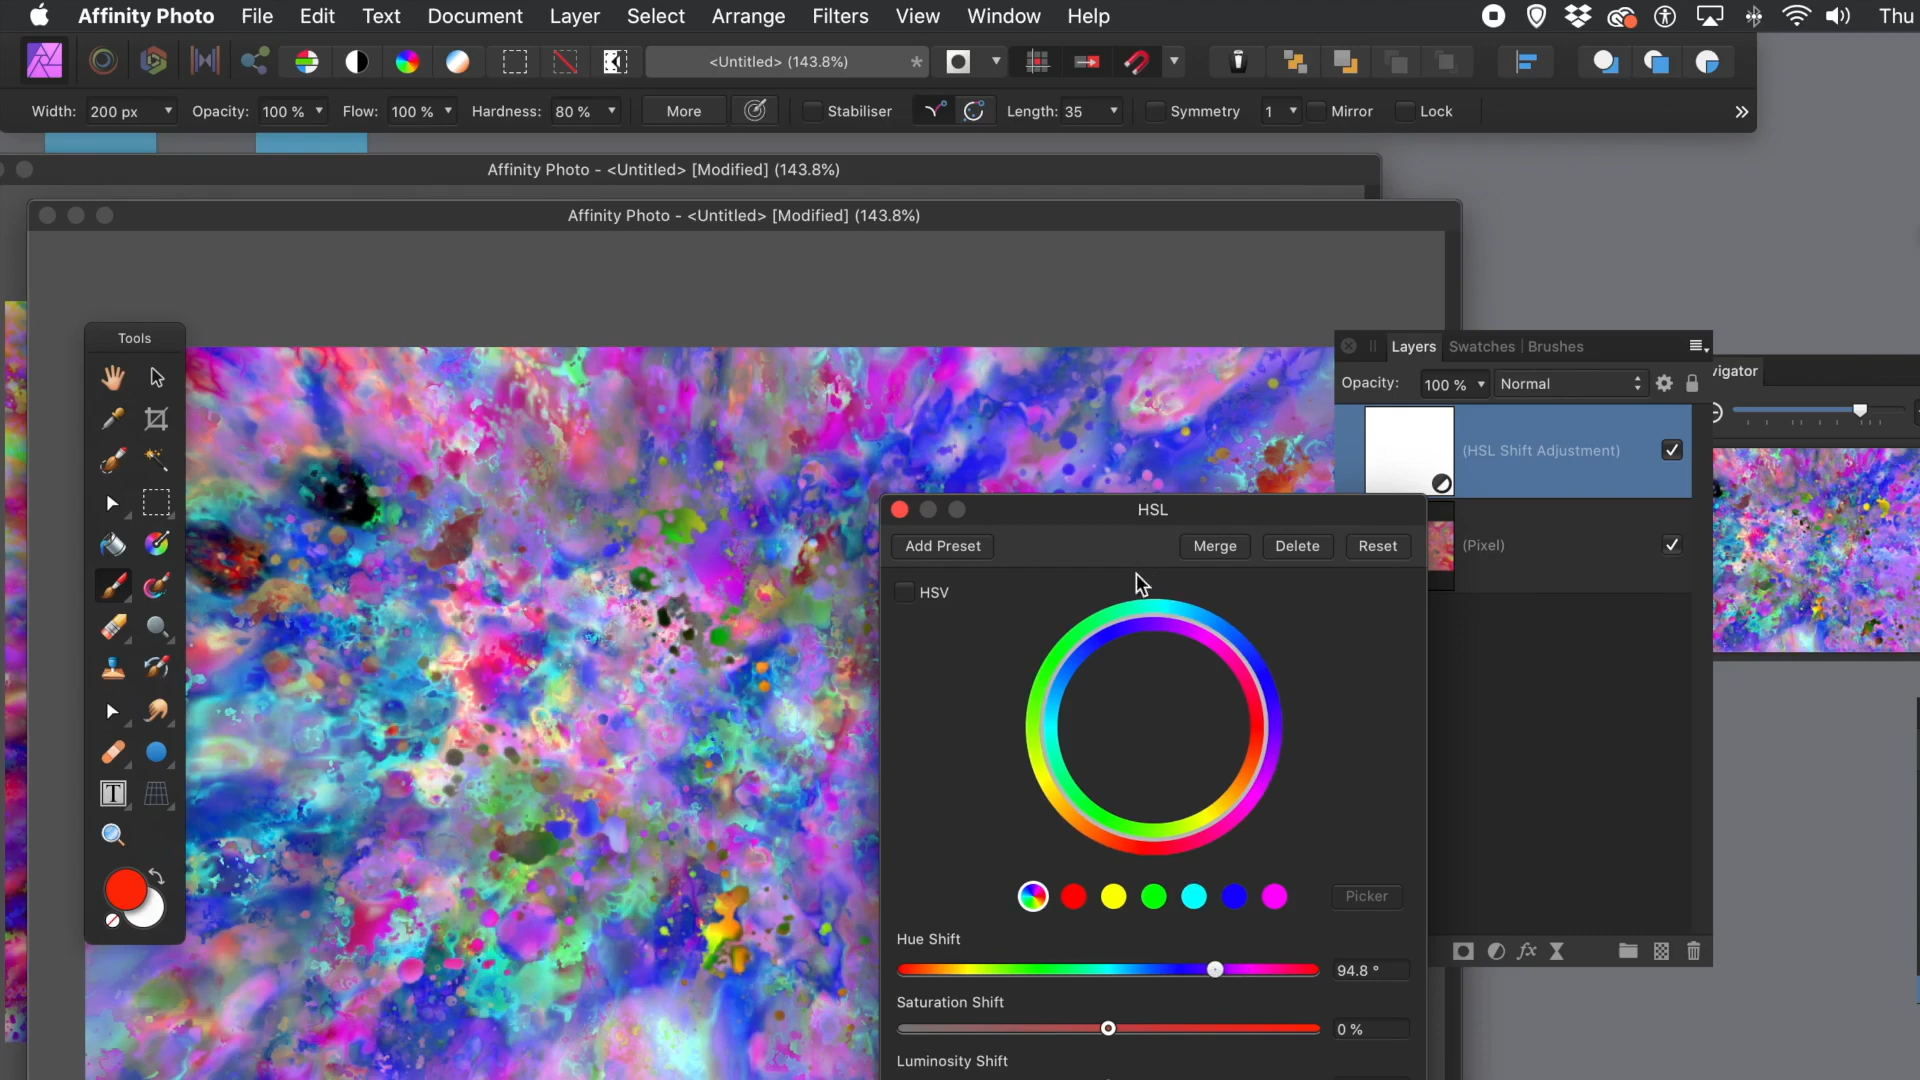 Affinity Photo File Edit Text Document Layer Select Arrange Filters View Window Help Thu
<Untitled> (143.8%) *
Width: 200 px Opacity: 100 % Flow: 100 % Hardness: 80 % More Stabiliser Length: 35 Symmetry 1 Mirror Lock
Affinity Photo - <Untitled> [Modified] (143.8%)
Affinity Photo - <Untitled> [Modified] (143.8%)
Tools
Layers Swatches Brushes
vigator
Opacity: 100 % Normal
(HSL Shift Adjustment)
(Pixel)
HSL
Add Preset Merge Delete Reset
HSV
Picker
Hue Shift
94.8 °
Saturation Shift
0 %
Luminosity Shift